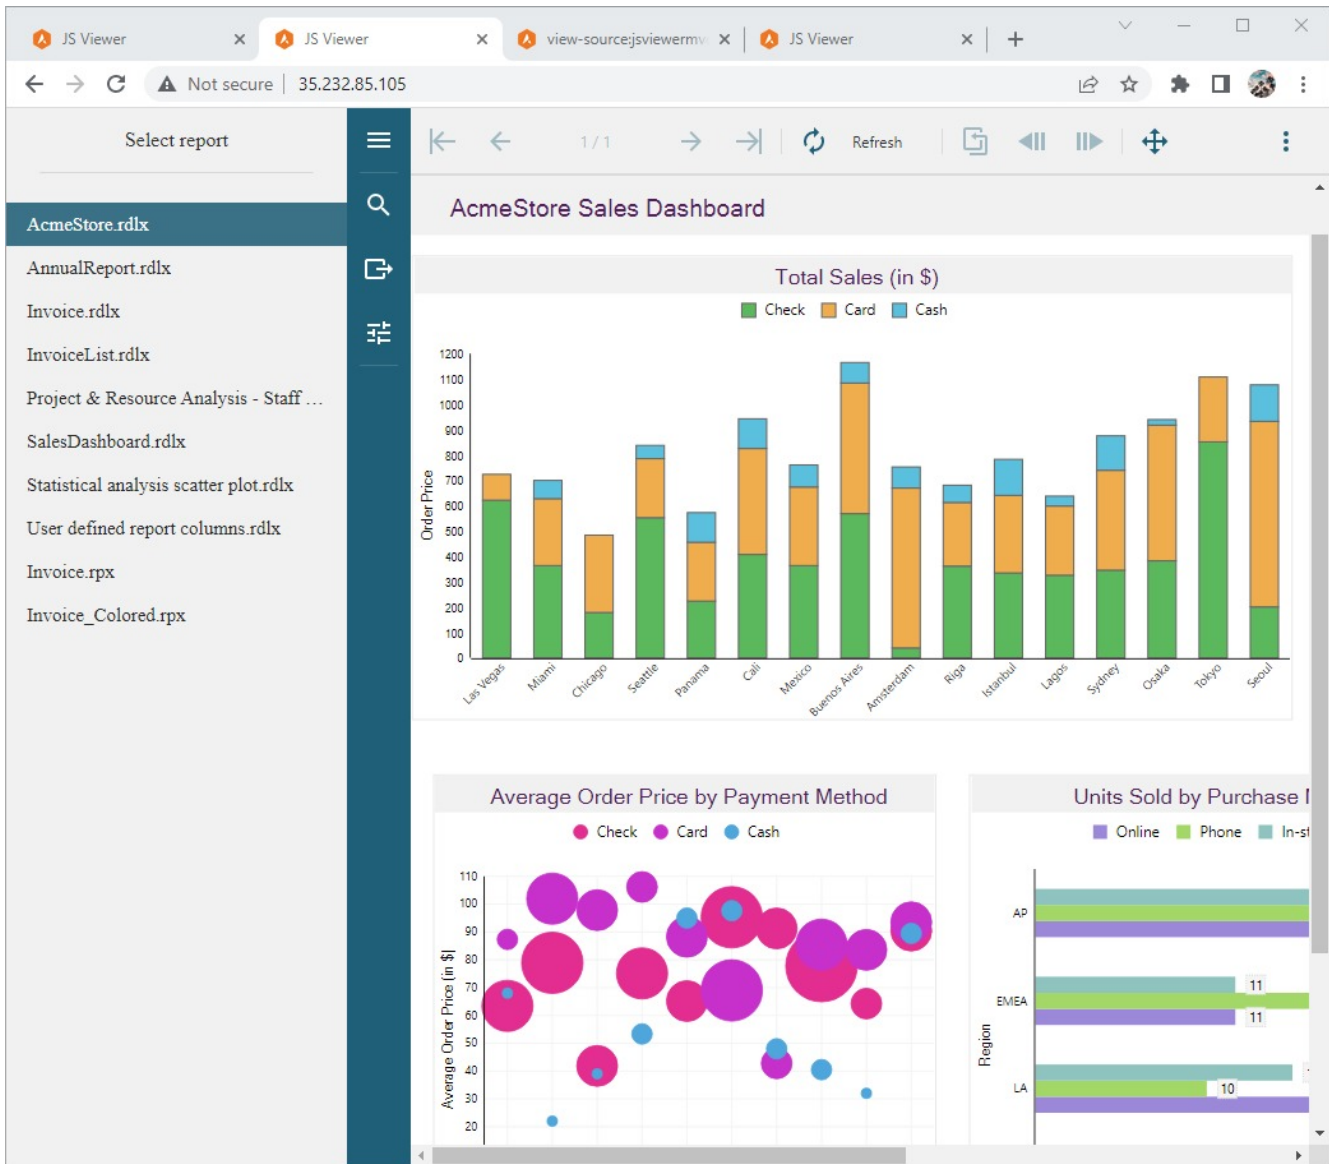 JS Viewer
JS Viewer
view-source:jsviewermv
JS Viewer
Not secure
35.232.85.105
Select report
AcmeStore.rdlx
AnnualReport.rdlx
Invoice.rdlx
InvoiceList.rdlx
Project & Resource Analysis - Staff ...
SalesDashboard.rdlx
Statistical analysis scatter plot.rdlx
User defined report columns.rdlx
Invoice.rpx
Invoice_Colored.rpx
1 / 1
Refresh
AcmeStore Sales Dashboard
Total Sales (in $)
Check Card Cash
1200
1100
1000
900
800
700
600
500
400
300
200
100
0
Order Price
Las Vegas
Miami
Chicago
Seattle
Panama
Cali
Mexico
Buenos Aires
Amsterdam
Riga
Istanbul
Lagos
Sydney
Osaka
Tokyo
Seoul
Average Order Price by Payment Method
Check Card Cash
110
100
90
80
70
60
50
40
30
20
Average Order Price (in $)
Units Sold by Purchase
Online Phone In-st
AP
EMEA
LA
Region
11
11
10